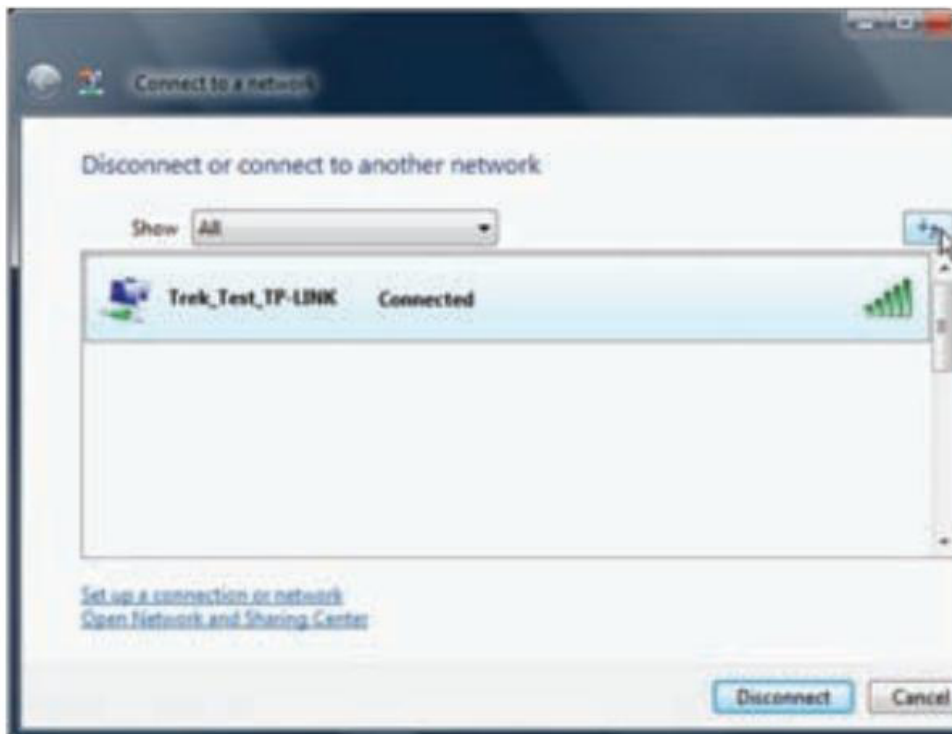 Connect to a network
Disconnect or connect to another network
Show All
Trek_Test_TP-LINK Connected
Set up a connection or network
Open Network and Sharing Center
Disconnect Cancel